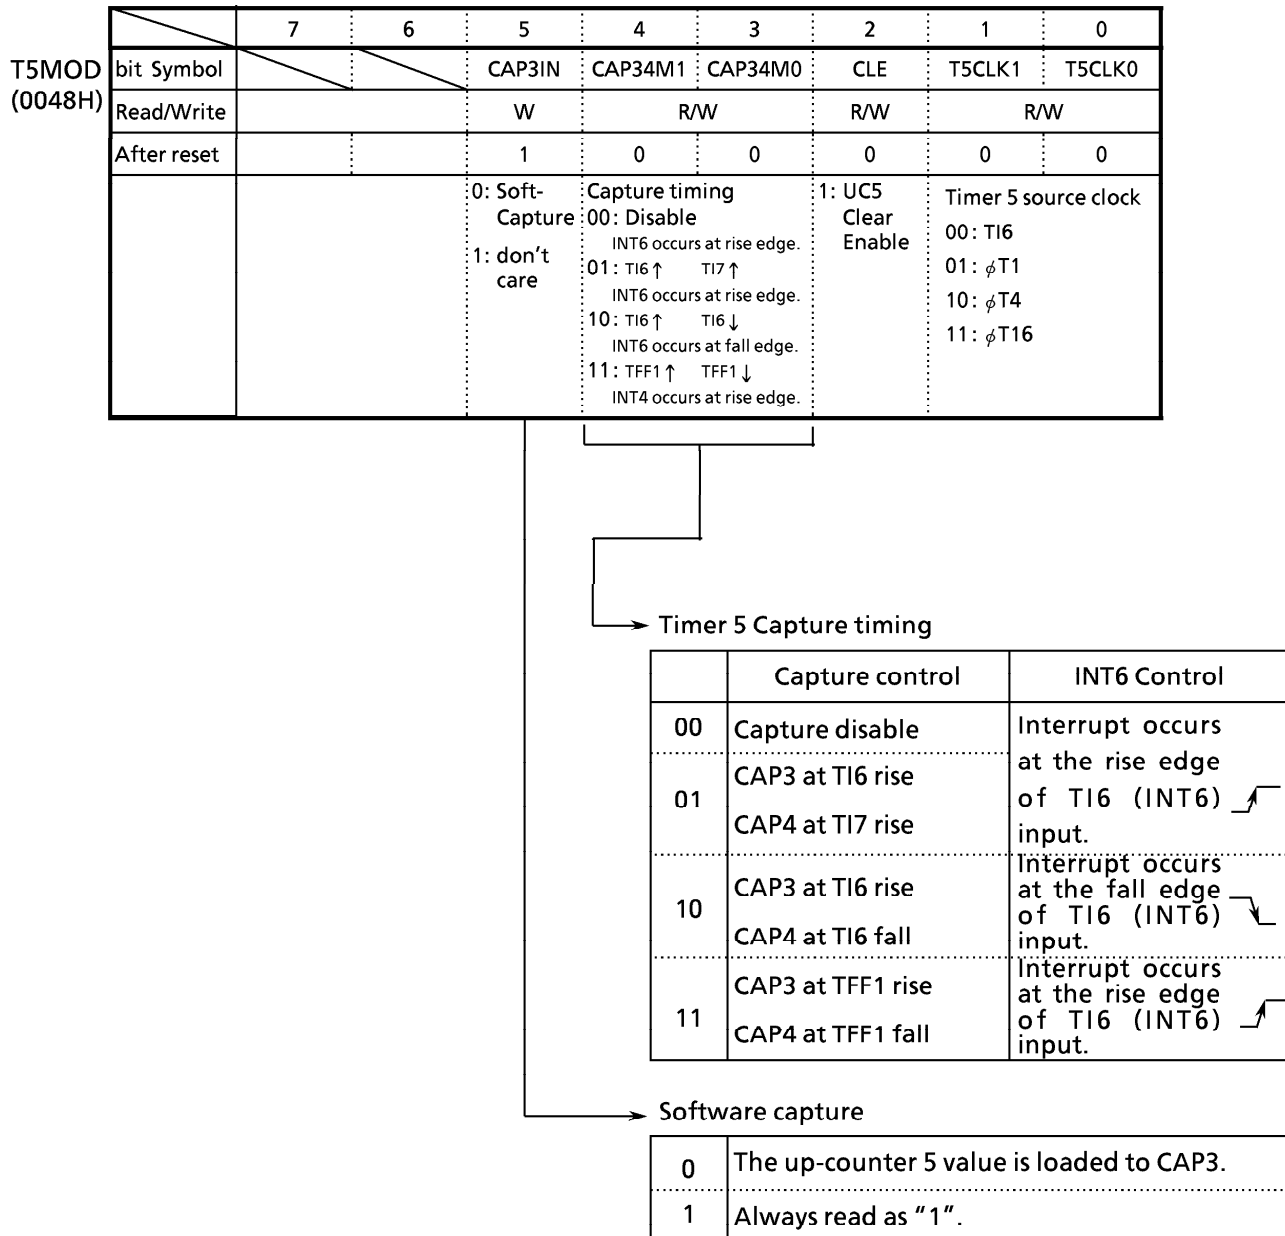 7 6 5 4 3 2 1 0
T5MOD
(0048H)
bit Symbol CAP3IN CAP34M1 CAP34M0 CLE T5CLK1 T5CLK0
Read/Write W R/W R/W R/W
After reset 1 0 0 0 0 0
0: Soft-
Capture
1: don't
care
Capture timing
00: Disable
INT6 occurs at rise edge.
01: TI6↑ TI7↑
INT6 occurs at rise edge.
10: TI6↑ TI6↓
INT6 occurs at fall edge.
11: TFF1↑ TFF1↓
INT4 occurs at rise edge.
1: UC5
Clear
Enable
Timer 5 source clock
00: TI6
01: φT1
10: φT4
11: φT16
Timer 5 Capture timing
Capture control INT6 Control
00 Capture disable
01 CAP3 at TI6 rise
CAP4 at TI7 rise
Interrupt occurs
at the rise edge
of TI6 (INT6)
input.
10 CAP3 at TI6 rise
CAP4 at TI6 fall
Interrupt occurs
at the fall edge
of TI6 (INT6)
input.
11 CAP3 at TFF1 rise
CAP4 at TFF1 fall
Interrupt occurs
at the rise edge
of TI6 (INT6)
input.
Software capture
0 The up-counter 5 value is loaded to CAP3.
1 Always read as "1".